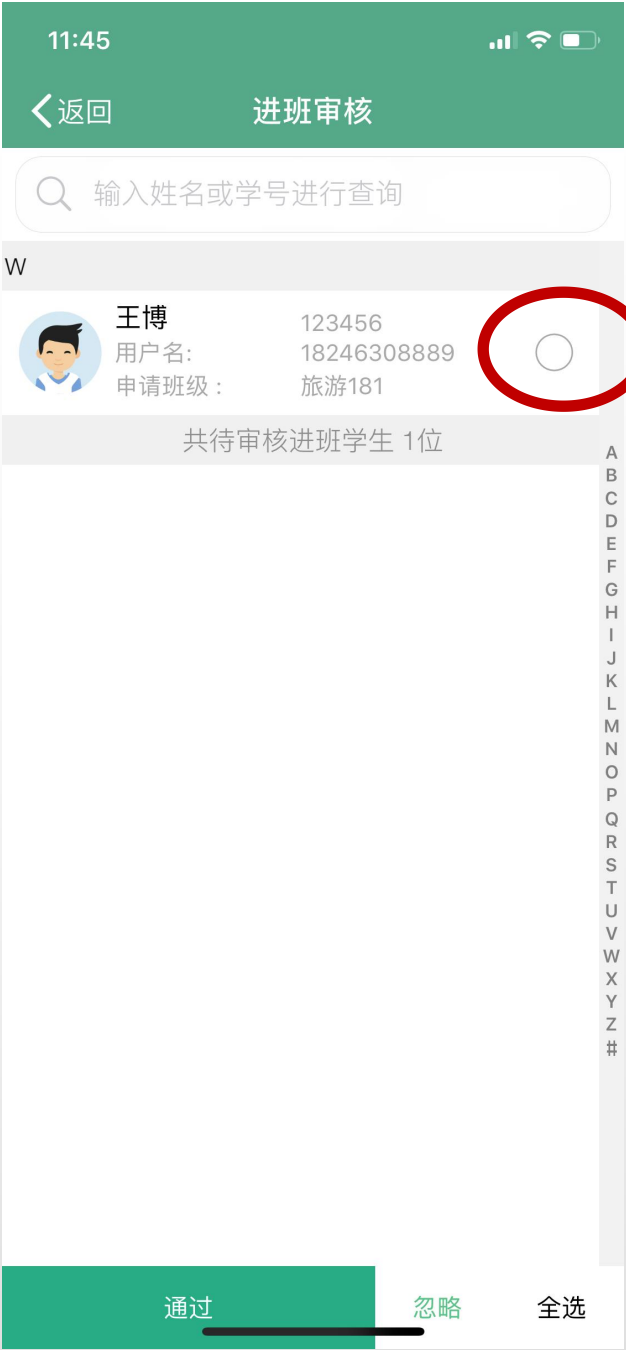 11:45
返回 进班审核
输入姓名或学号进行查询
W
王博 123456
用户名: 18246308889
申请班级： 旅游181
共待审核进班学生 1位
A
B
C
D
E
F
G
H
I
J
K
L
M
N
O
P
Q
R
S
T
U
V
W
X
Y
Z
#
通过 忽略 全选